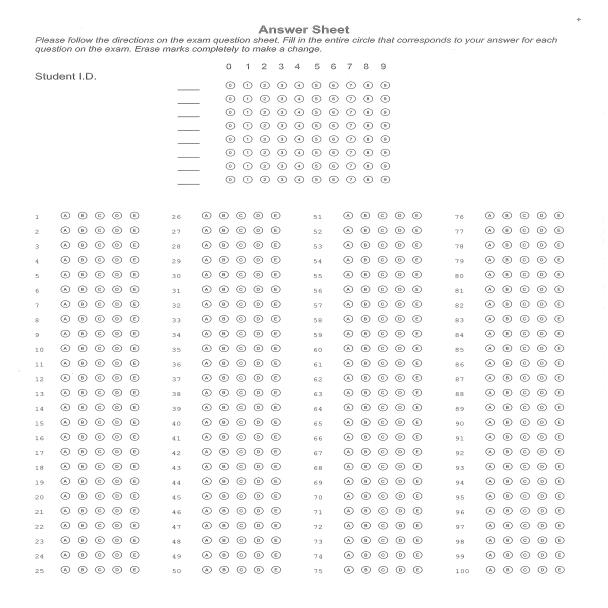 Answer Sheet
Please follow the directions on the exam question sheet. Fill in the entire circle that corresponds to your answer for each
question on the exam. Erase marks completely to make a change.
0 1 2 3 4 5 6 7 8 9
Student I.D.
0 1 2 3 4 5 6 7 8 9
0 1 2 3 4 5 6 7 8 9
0 1 2 3 4 5 6 7 8 9
0 1 2 3 4 5 6 7 8 9
0 1 2 3 4 5 6 7 8 9
0 1 2 3 4 5 6 7 8 9
0 1 2 3 4 5 6 7 8 9
0 1 2 3 4 5 6 7 8 9
1 A B C D E 26 A B C D E 51 A B C D E 76 A B C D E
2 A B C D E 27 A B C D E 52 A B C D E 77 A B C D E
3 A B C D E 28 A B C D E 53 A B C D E 78 A B C D E
4 A B C D E 29 A B C D E 54 A B C D E 79 A B C D E
5 A B C D E 30 A B C D E 55 A B C D E 80 A B C D E
6 A B C D E 31 A B C D E 56 A B C D E 81 A B C D E
7 A B C D E 32 A B C D E 57 A B C D E 82 A B C D E
8 A B C D E 33 A B C D E 58 A B C D E 83 A B C D E
9 A B C D E 34 A B C D E 59 A B C D E 84 A B C D E
10 A B C D E 35 A B C D E 60 A B C D E 85 A B C D E
11 A B C D E 36 A B C D E 61 A B C D E 86 A B C D E
12 A B C D E 37 A B C D E 62 A B C D E 87 A B C D E
13 A B C D E 38 A B C D E 63 A B C D E 88 A B C D E
14 A B C D E 39 A B C D E 64 A B C D E 89 A B C D E
15 A B C D E 40 A B C D E 65 A B C D E 90 A B C D E
16 A B C D E 41 A B C D E 66 A B C D E 91 A B C D E
17 A B C D E 42 A B C D E 67 A B C D E 92 A B C D E
18 A B C D E 43 A B C D E 68 A B C D E 93 A B C D E
19 A B C D E 44 A B C D E 69 A B C D E 94 A B C D E
20 A B C D E 45 A B C D E 70 A B C D E 95 A B C D E
21 A B C D E 46 A B C D E 71 A B C D E 96 A B C D E
22 A B C D E 47 A B C D E 72 A B C D E 97 A B C D E
23 A B C D E 48 A B C D E 73 A B C D E 98 A B C D E
24 A B C D E 49 A B C D E 74 A B C D E 99 A B C D E
25 A B C D E 50 A B C D E 75 A B C D E 100 A B C D E